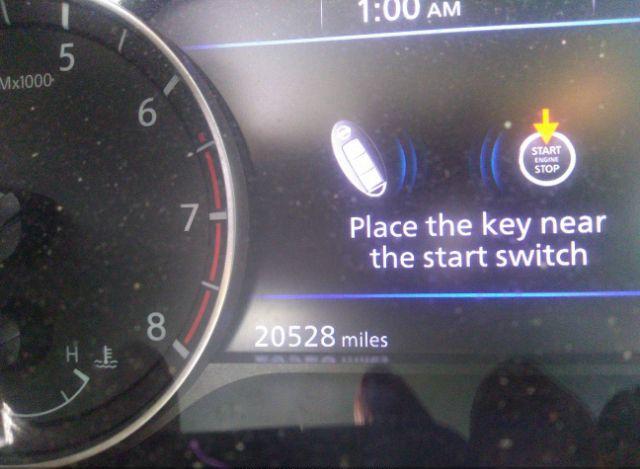 1:00 AM
5
Mx1000
6
7
8
H
START
ENGINE
STOP
Place the key near
the start switch
20528 miles